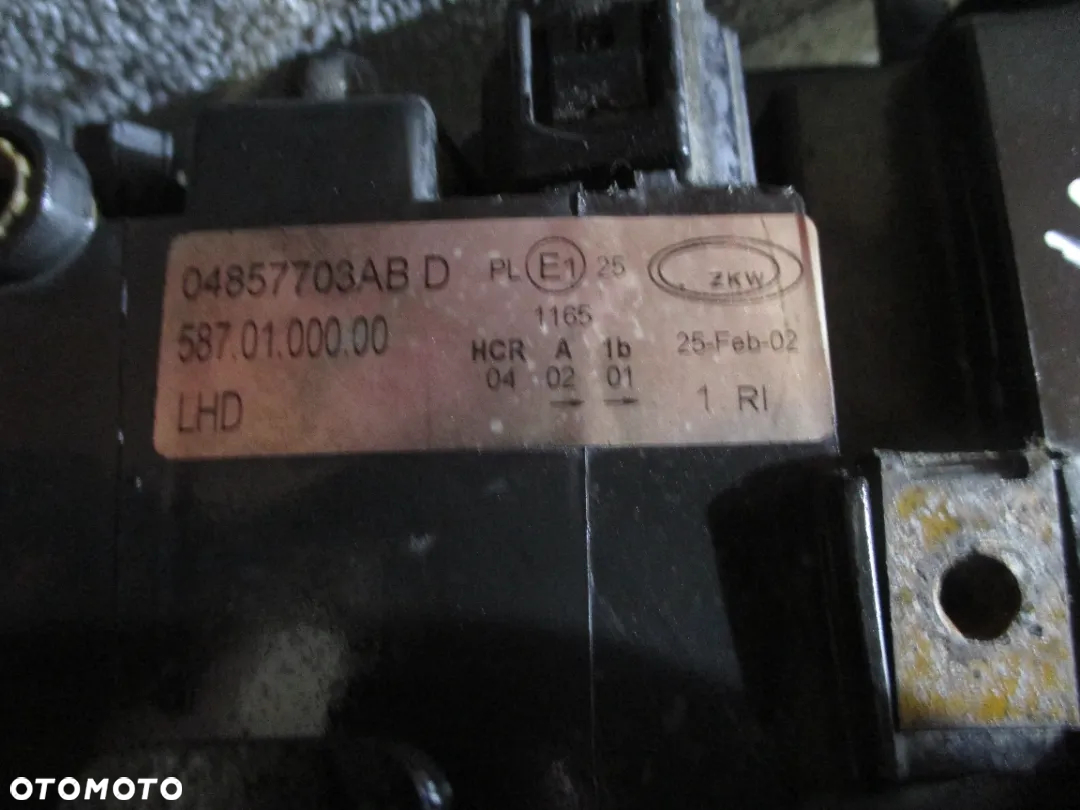 04857703AB D
587.01.000.00
LHD
PL E1 25
1165
HCR A 1b
04 02 01
→ →
ZKW
25-Feb-02
1 RI
OTOMOTO